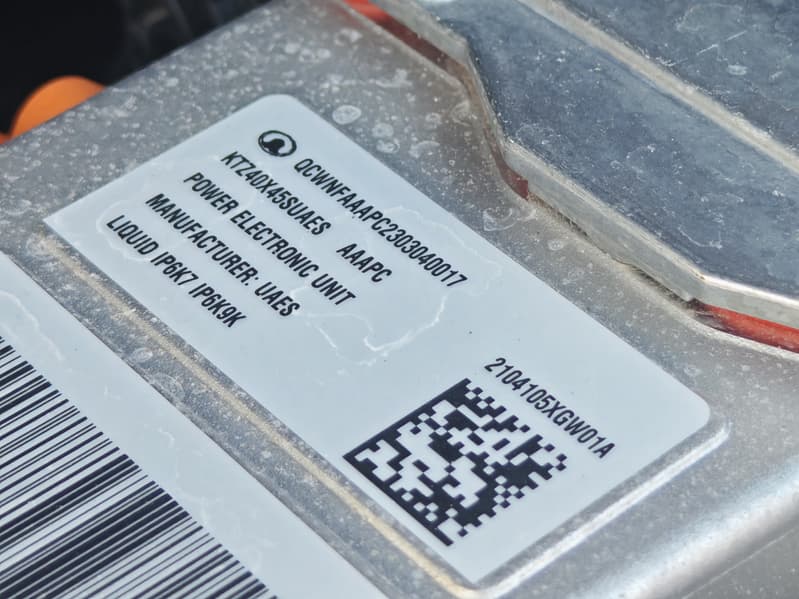 QCWNFAAAPC2303040017
KTZ40X45SUAES AAAPC
POWER ELECTRONIC UNIT
MANUFACTURER: UAES
LIQUID IP6K7 IP6K9K
2104105XGW01A